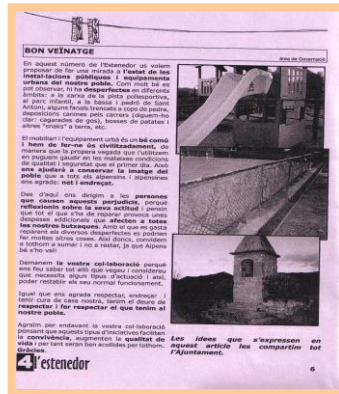 BON VEÏNATGE
Àrea de Governació
En aquest número de l'Estenedor us volem
proposar de fer una mirada a l'estat de les
instal·lacions públiques i equipaments
urbans del nostre poble. Com molt bé es
pot observar, hi ha desperfectes en diferents
àmbits: a la xarxa de la pista poliesportiva,
al parc infantil, a la bassa i pedró de Sant
Antoni, alguns fanals trencats a cops de pedra,
deposicions canines pels carrers (diguem-ho
clar: cagarades de gos), bosses de patates i
altres "snàks" a terra, etc.
El mobiliari i l'equipament urbà és un bé comú
i hem de fer-ne ús civilitzadament, de
manera que la propera vegada que l'utilitzem
en puguem gaudir en les mateixes condicions
de qualitat i seguretat que el primer dia. Això
ens ajudarà a conservar la imatge del
poble que a tots els alpensins i alpensines
ens agrada: net i endreçat.
Des d'aquí ens dirigim a les persones
que causen aquests perjudicis, perquè
reflexionin sobre la seva actitud i pensin
que tot el que s'ha de reparar provoca unes
despeses addicionals que afecten a totes
les nostres butxaques. Amb el que es gasta
reparant els diversos desperfectes es podrien
fer moltes altres coses. Així doncs, convidem
a tothom a sumar i no a restar, ja que Alpens
bé s'ho val!
Demanem la vostra col·laboració perquè
ens feu saber tot allò que vegeu i considereu
que necessita algun tipus d'actuació i així,
poder restablir els seu normal funcionament.
Igual que ens agrada respectar, endreçar i
tenir cura de case nostra, tenim el deure de
respectar i fer respectar el que tenim al
nostre poble.
Agraïm per endavant la vostra col·laboració
pensant que aquests tipus d'iniciatives faciliten
la convivència, augmenten la qualitat de
vida i per tant seran ben acollides per tothom.
Gràcies.
Les idees que s'expressen en
aquest article les compartim tot
l'Ajuntament.
4 l'estenedor
6